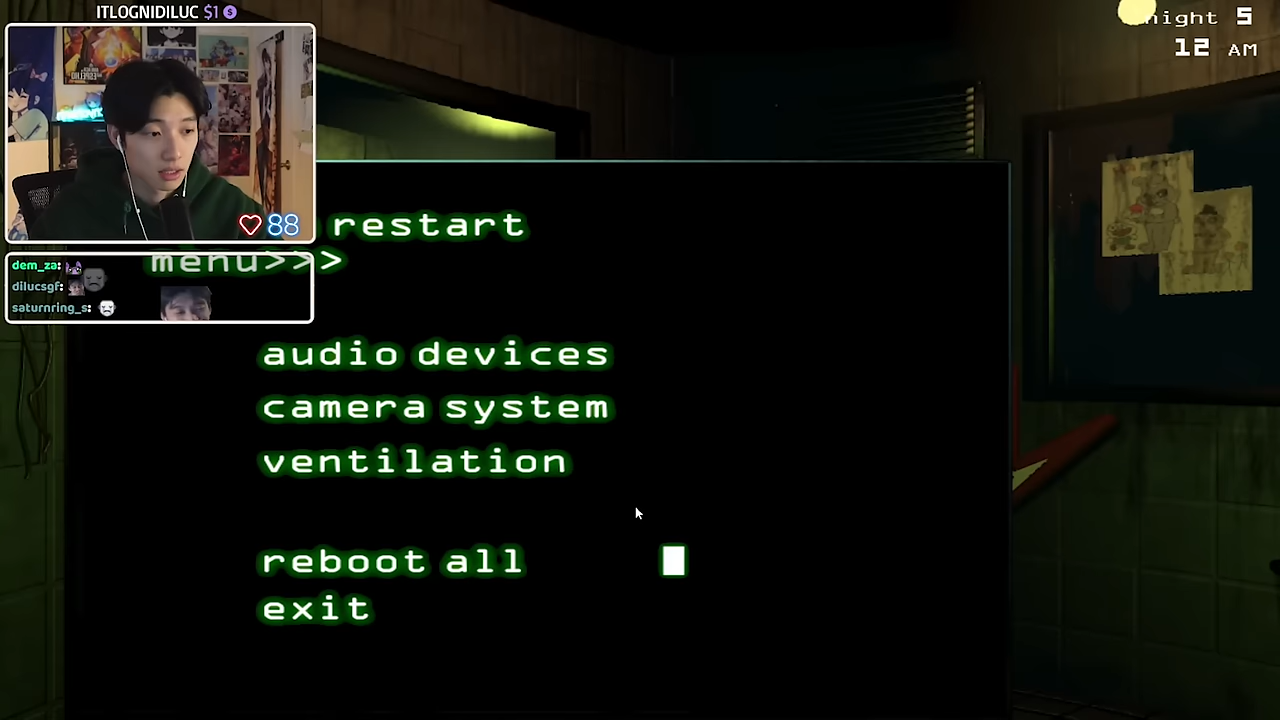 ITLOGNIDILUC $1
night 5
12 AM
88
restart
menu>>>
dem_za:
dilucsgf:
saturnring_s:
audio devices
camera system
ventilation
reboot all
exit